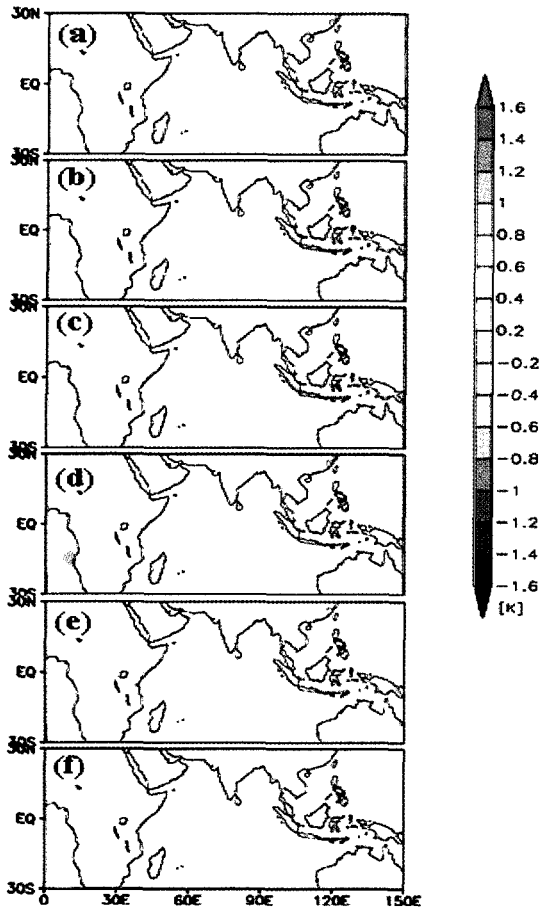 30N
(a)
EQ
30S
30N
(b)
EQ
30S
30N
(c)
EQ
30S
30N
(d)
EQ
30S
30N
(e)
EQ
30S
30N
(f)
EQ
30S
0 30E 60E 90E 120E 150E
1.6
1.4
1.2
1
0.8
0.6
0.4
0.2
-0.2
-0.4
-0.6
-0.8
-1
-1.2
-1.4
-1.6
[K]